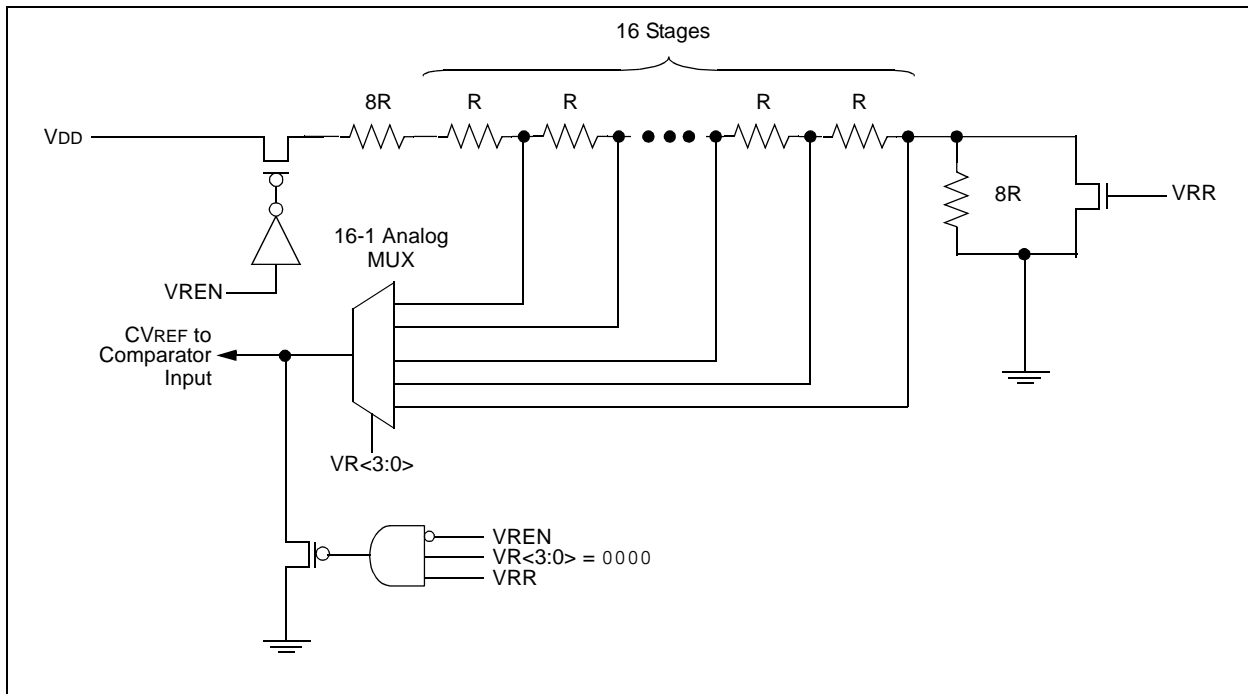 16 Stages
8R
R
R
R
R
VDD
8R
VRR
16-1 Analog
MUX
VREN
CVREF to
Comparator
Input
VR<3:0>
VREN
VR<3:0> = 0000
VRR